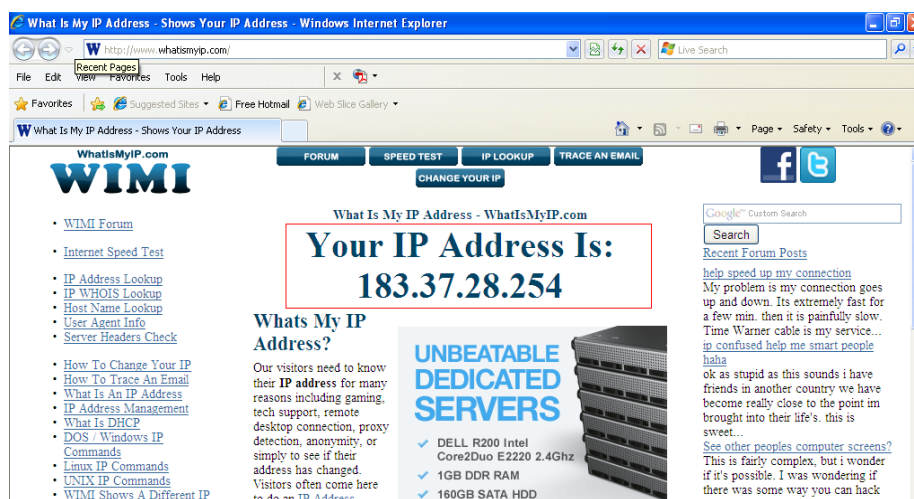 What Is My IP Address - Shows Your IP Address - Windows Internet Explorer
W http://www.whatismyip.com/
Live Search
Recent Pages
File Edit View Favorites Tools Help
Favorites Suggested Sites Free Hotmail Web Slice Gallery
W What Is My IP Address - Shows Your IP Address
Page Safety Tools
WhatIsMyIP.com
WIMI
FORUM SPEED TEST IP LOOKUP TRACE AN EMAIL
CHANGE YOUR IP
WIMI Forum
Internet Speed Test
IP Address Lookup
IP WHOIS Lookup
Host Name Lookup
User Agent Info
Server Headers Check
How To Change Your IP
How To Trace An Email
What Is An IP Address
IP Address Management
What Is DHCP
DOS / Windows IP
Commands
Linux IP Commands
UNIX IP Commands
WIMI Shows A Different IP
What Is My IP Address - WhatIsMyIP.com
Your IP Address Is:
183.37.28.254
Whats My IP
Address?
Our visitors need to know
their IP address for many
reasons including gaming,
tech support, remote
desktop connection, proxy
detection, anonymity, or
simply to see if their
address has changed.
Visitors often come here
to do an IP Address
UNBEATABLE
DEDICATED
SERVERS
DELL R200 Intel
Core2Duo E2220 2.4Ghz
1GB DDR RAM
160GB SATA HDD
f
Google™ Custom Search
Search
Recent Forum Posts
help speed up my connection
My problem is my connection goes
up and down. Its extremely fast for
a few min. then it is painfully slow.
Time Warner cable is my service...
ip confused help me smart people
haha
ok as stupid as this sounds i have
friends in another country we have
become really close to the point im
brought into their life's. this is
sweet...
See other peoples computer screens?
This is fairly complex, but i wonder
if it's possible. I was wondering if
there was some way you can hack